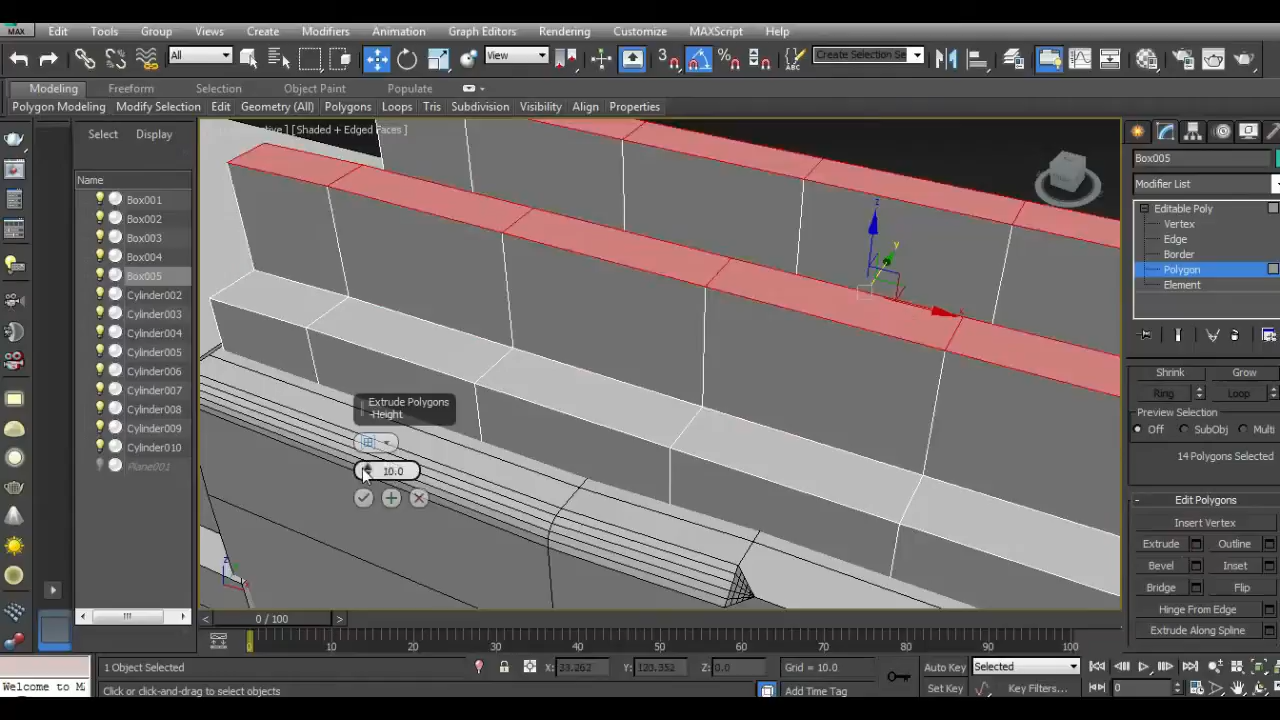 MAX Edit Tools Group Views Create Modifiers Animation Graph Editors Rendering Customize MAXScript Help
All View 3 % Create Selection Se
Modeling Freeform Selection Object Paint Populate
Polygon Modeling Modify Selection Edit Geometry (All) Polygons Loops Tris Subdivision Visibility Align Properties
Select Display
Name
Box001
Box002
Box003
Box004
Box005
Cylinder002
Cylinder003
Cylinder004
Cylinder005
Cylinder006
Cylinder007
Cylinder008
Cylinder009
Cylinder010
Plane001
[ Shaded + Edged Faces ]
z
y
x
Extrude Polygons
-Height
10.0
Box005
Modifier List
Editable Poly
Vertex
Edge
Border
Polygon
Element
Shrink Grow
Ring Loop
Preview Selection
Off SubObj Multi
14 Polygons Selected
Edit Polygons
Insert Vertex
Extrude Outline
Bevel Inset
Bridge Flip
Hinge From Edge
Extrude Along Spline
< 0 / 100 >
0 10 20 30 40 50 60 70 80 90 100
1 Object Selected X: 33.262 Y: 120.352 Z: 0.0 Grid = 10.0 Auto Key Selected
Welcome to MA Click or click-and-drag to select objects Add Time Tag Set Key Key Filters... 0